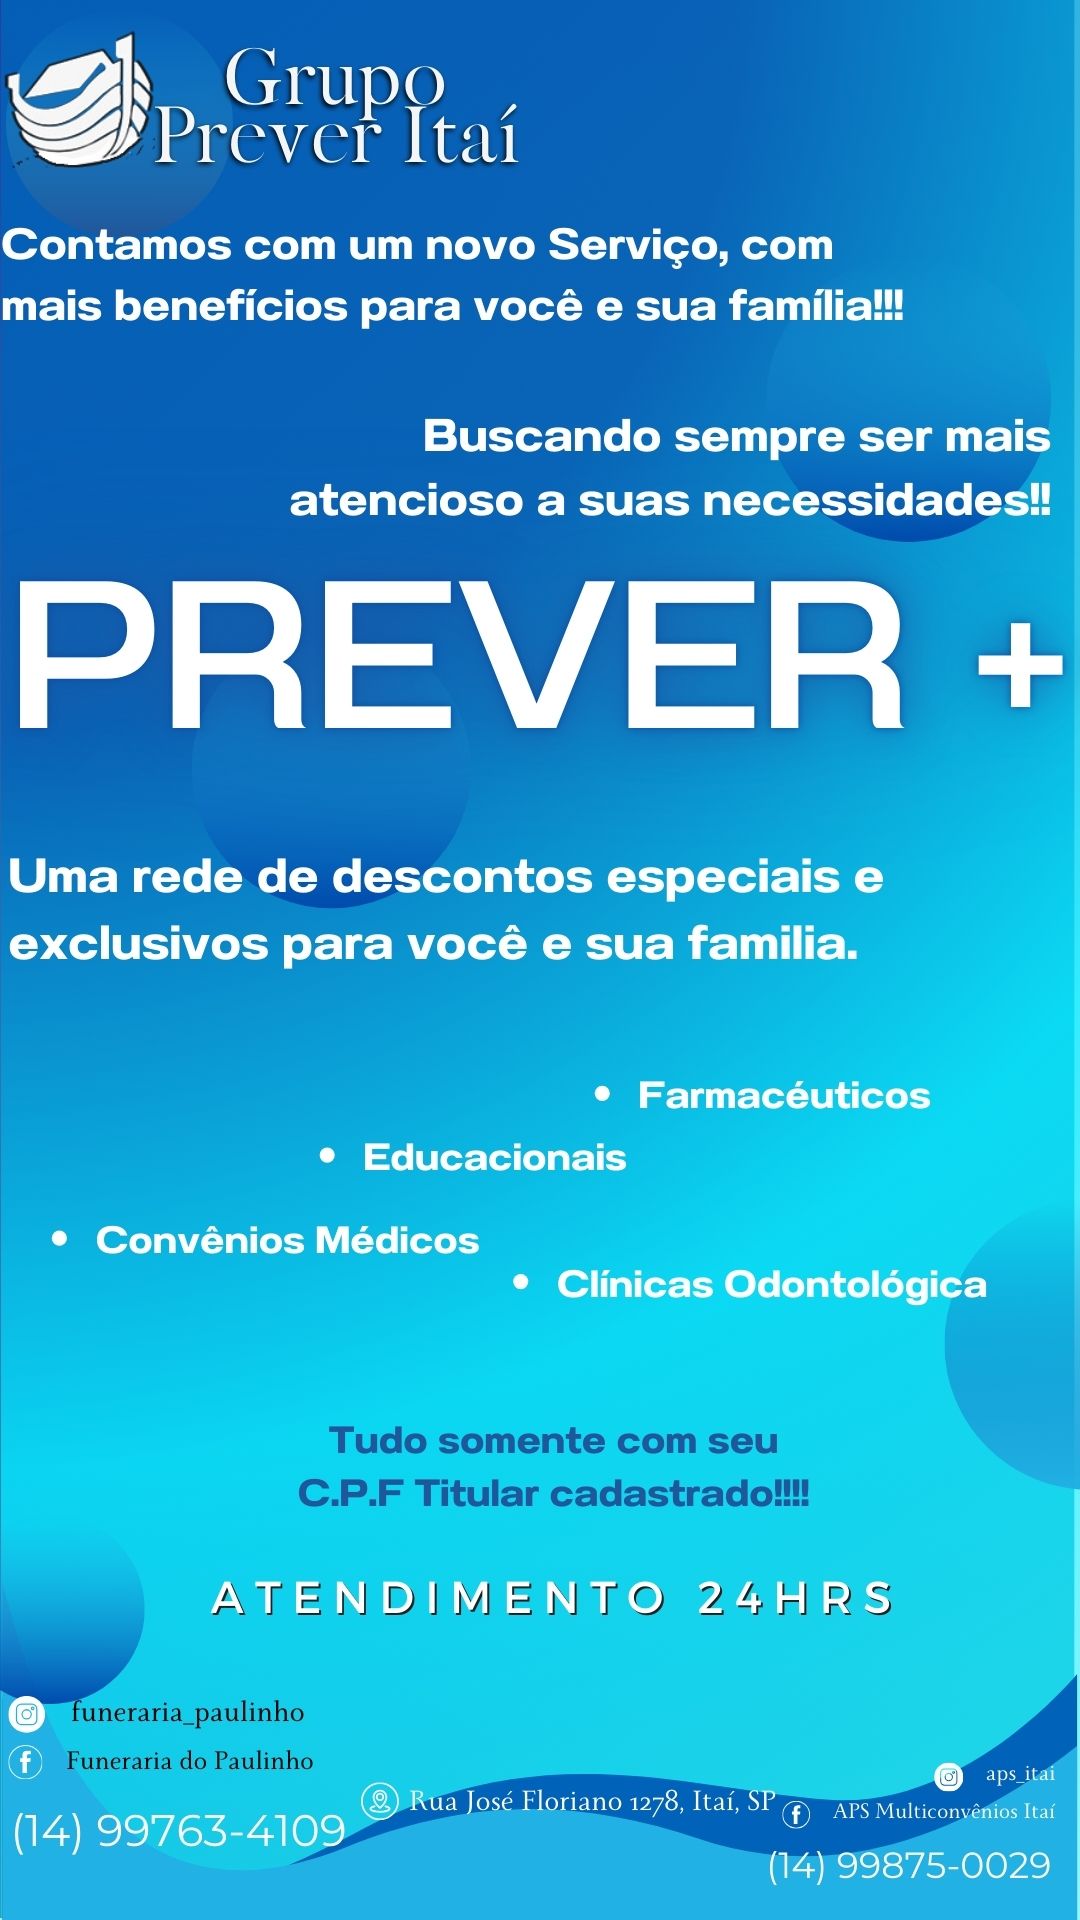 Grupo
Prever Itaí
Contamos com um novo Serviço, com
mais benefícios para você e sua família!!!
Buscando sempre ser mais
atencioso a suas necessidades!!
PREVER +
Uma rede de descontos especiais e
exclusivos para você e sua familia.
• Farmacéuticos
• Educacionais
• Convênios Médicos
• Clínicas Odontológica
Tudo somente com seu
C.P.F Titular cadastrado!!!!
ATENDIMENTO 24HRS
funeraria_paulinho
Funeraria do Paulinho
(14) 99763-4109
Rua José Floriano 1278, Itaí, SP
aps_itai
APS Multiconvênios Itaí
(14) 99875-0029